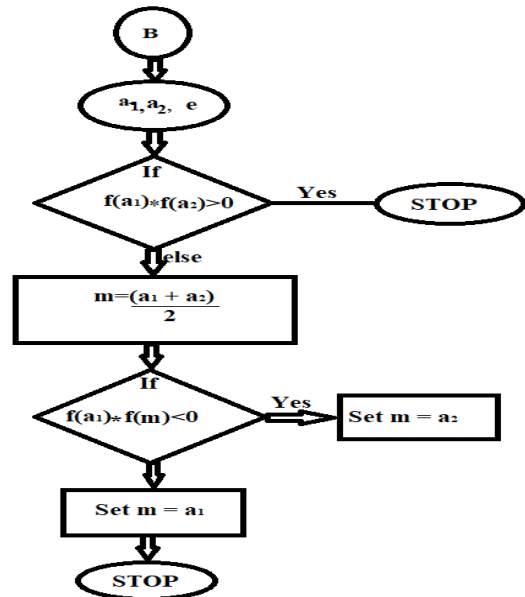 B
a₁, a₂, e
If
f(a₁)*f(a₂)>0
Yes
STOP
else
m=(a₁ + a₂)
2
If
f(a₁)* f(m)<0
Yes
Set m = a₂
Set m = a₁
STOP